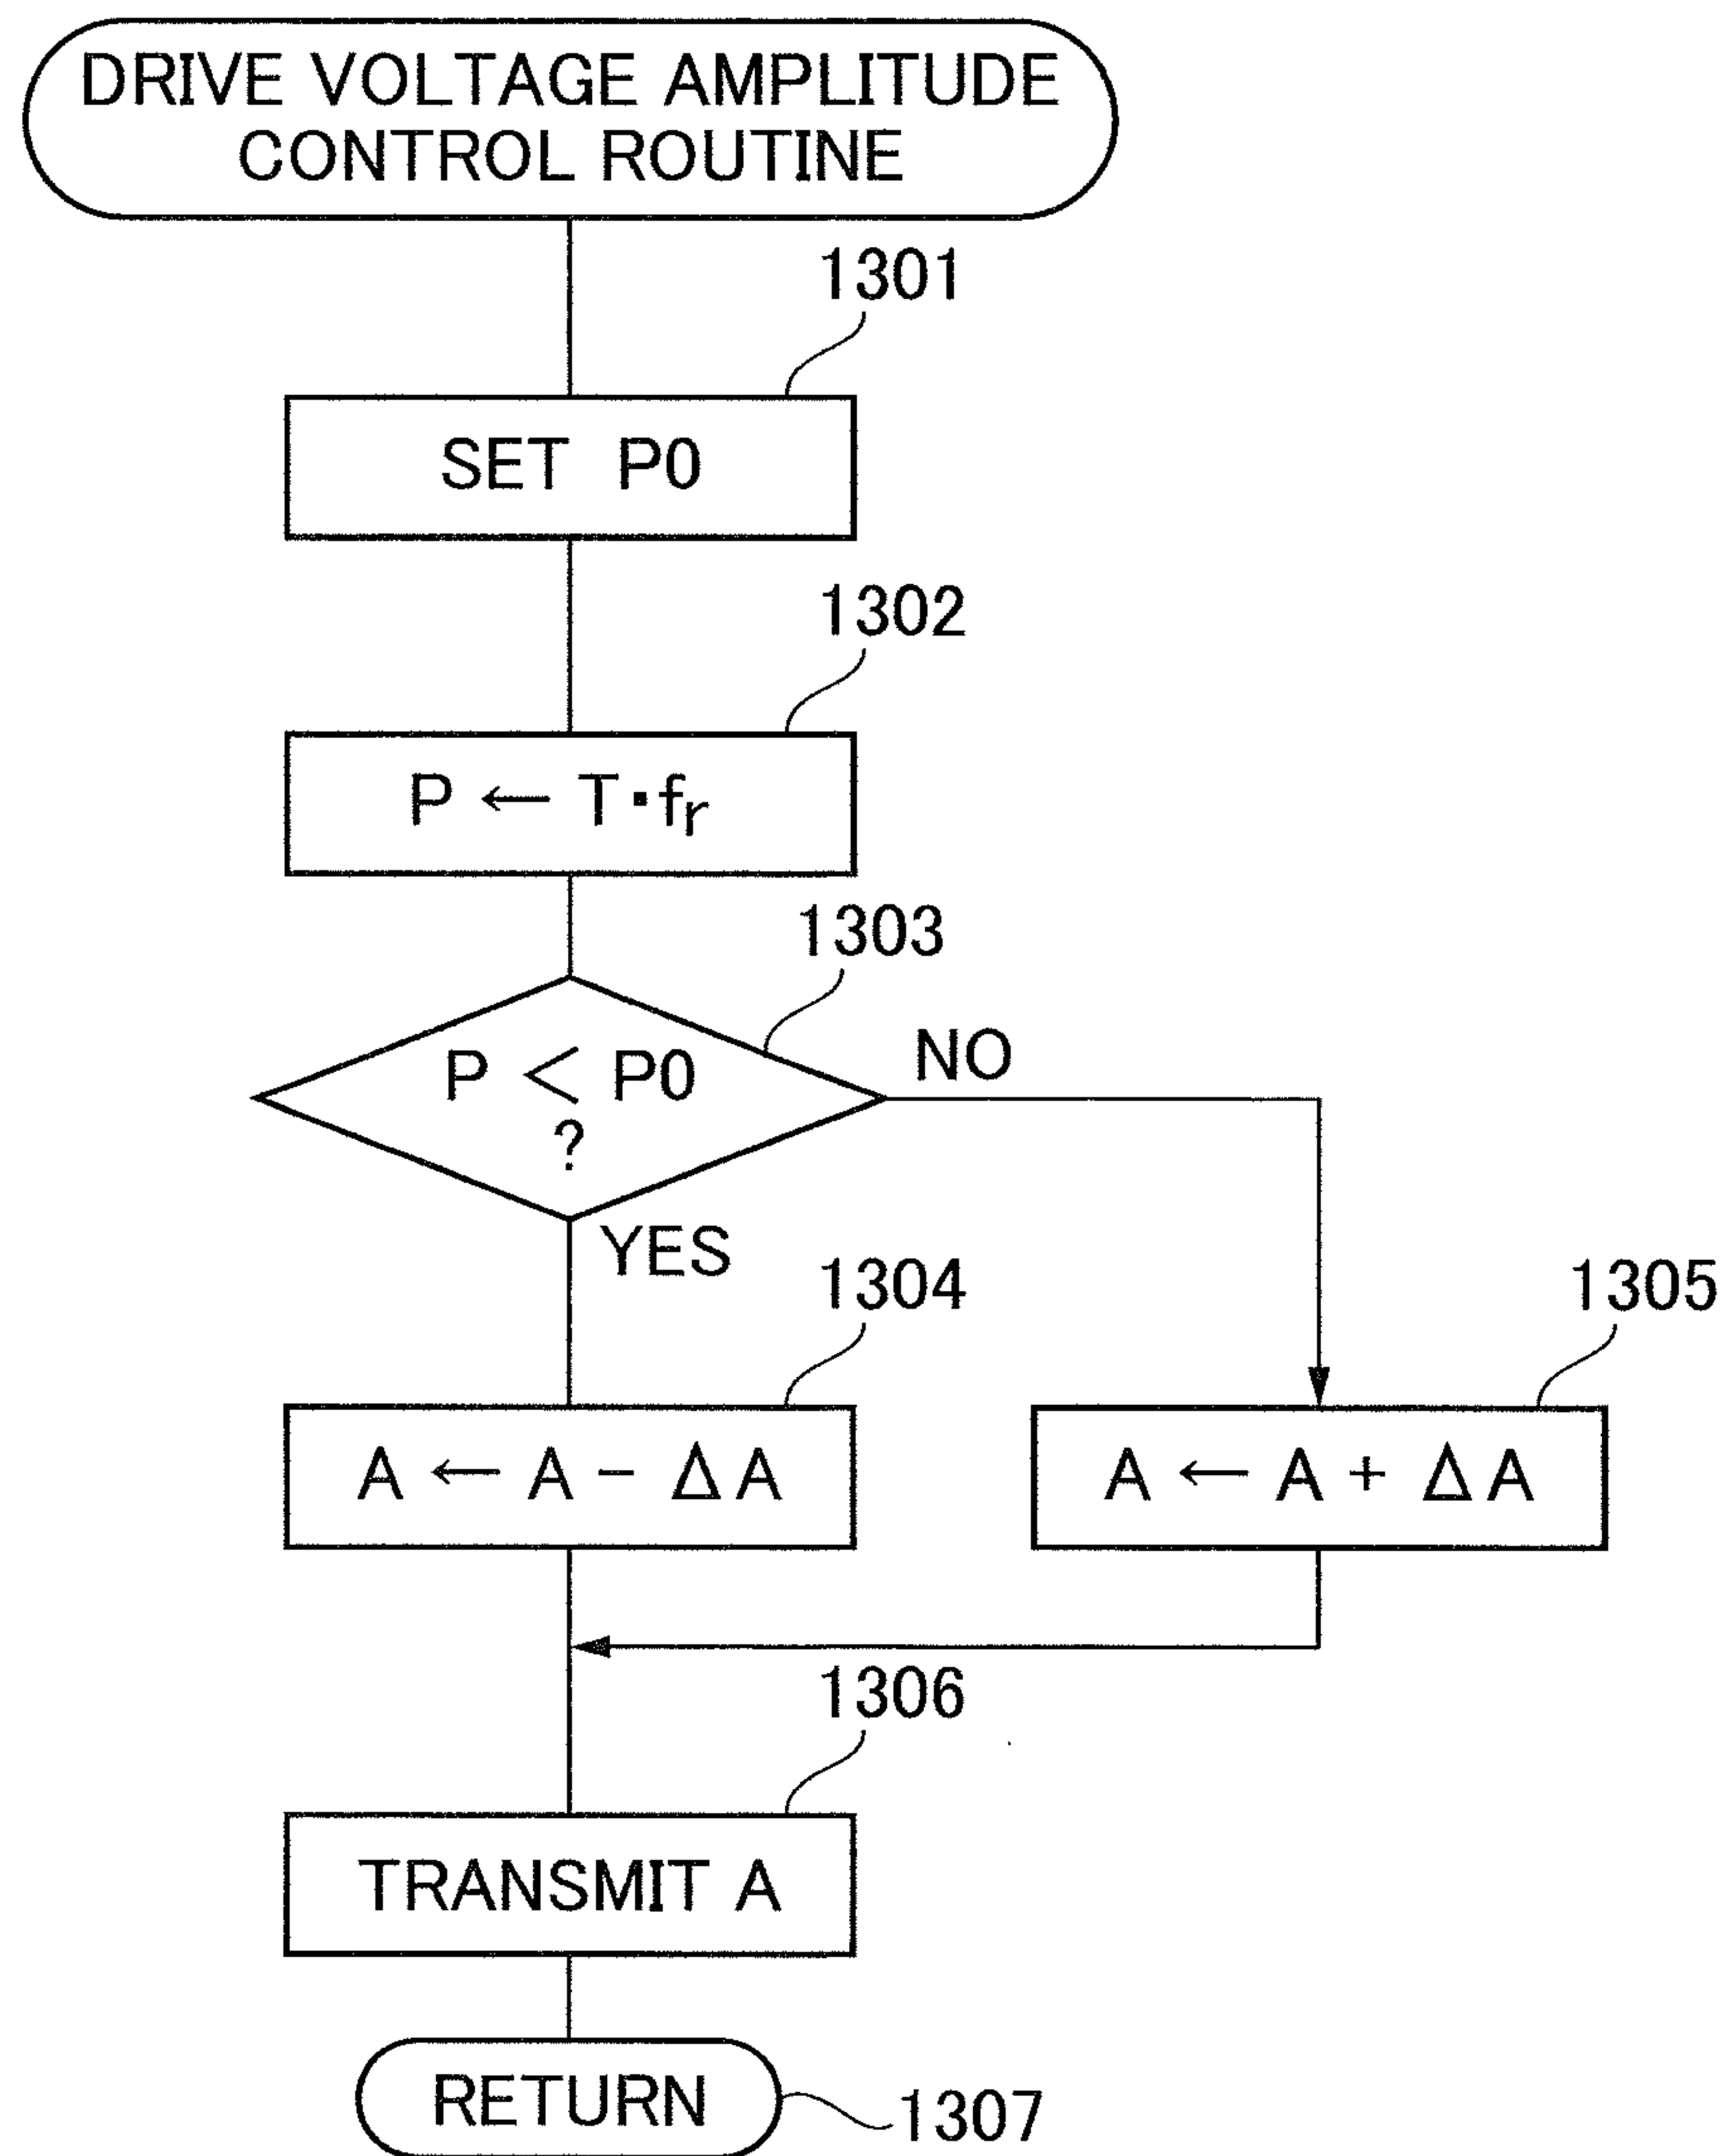 DRIVE VOLTAGE AMPLITUDE
CONTROL ROUTINE
1301
SET P0
1302
P ← T·fr
1303
P < P0
?
NO
YES
1304
1305
A ← A - ΔA
A ← A + ΔA
1306
TRANSMIT A
RETURN
1307